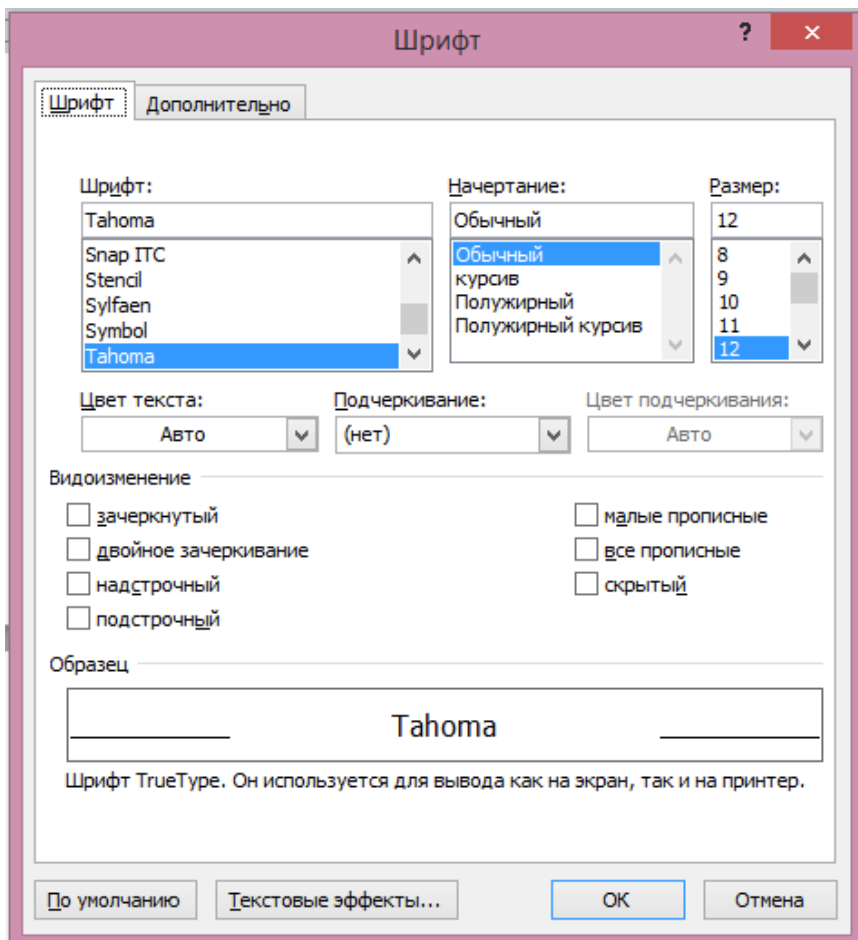 Шрифт
?
×
Шрифт Дополнительно
Шрифт: Начертание: Размер:
Tahoma Обычный 12
Snap ITC Обычный 8
Stencil курсив 9
Sylfaen Полужирный 10
Symbol Полужирный курсив 11
Tahoma 12
Цвет текста: Подчеркивание: Цвет подчеркивания:
Авто (нет) Авто
Видоизменение
зачеркнутый малые прописные
двойное зачеркивание все прописные
надстрочный скрытый
подстрочный
Образец
Tahoma
Шрифт TrueType. Он используется для вывода как на экран, так и на принтер.
По умолчанию Текстовые эффекты... ОК Отмена